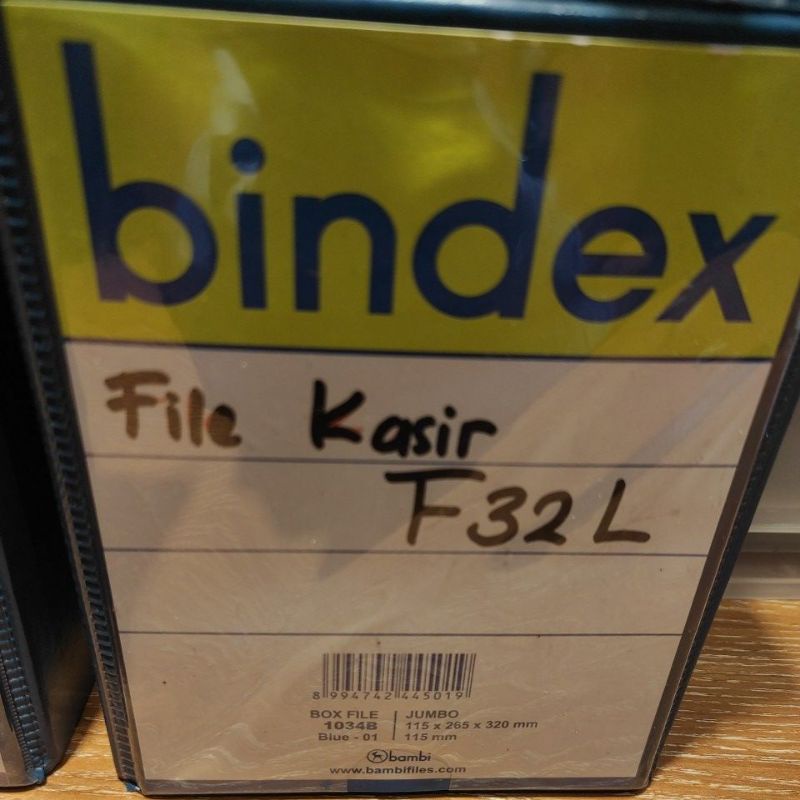 bindex
File Kasir
F32L
8 994742 445019
BOX FILE
1034B
Blue - 01
JUMBO
115 x 265 x 320 mm
115 mm
bambi
www.bambifiles.com